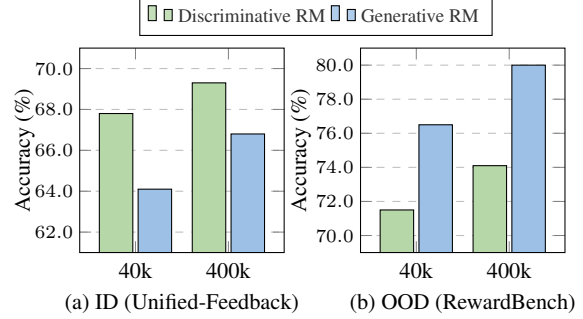 Discriminative RM Generative RM
Accuracy (%)
70.0
68.0
66.0
64.0
62.0
40k 400k
(a) ID (Unified-Feedback)
Accuracy (%)
80.0
78.0
76.0
74.0
72.0
70.0
40k 400k
(b) OOD (RewardBench)